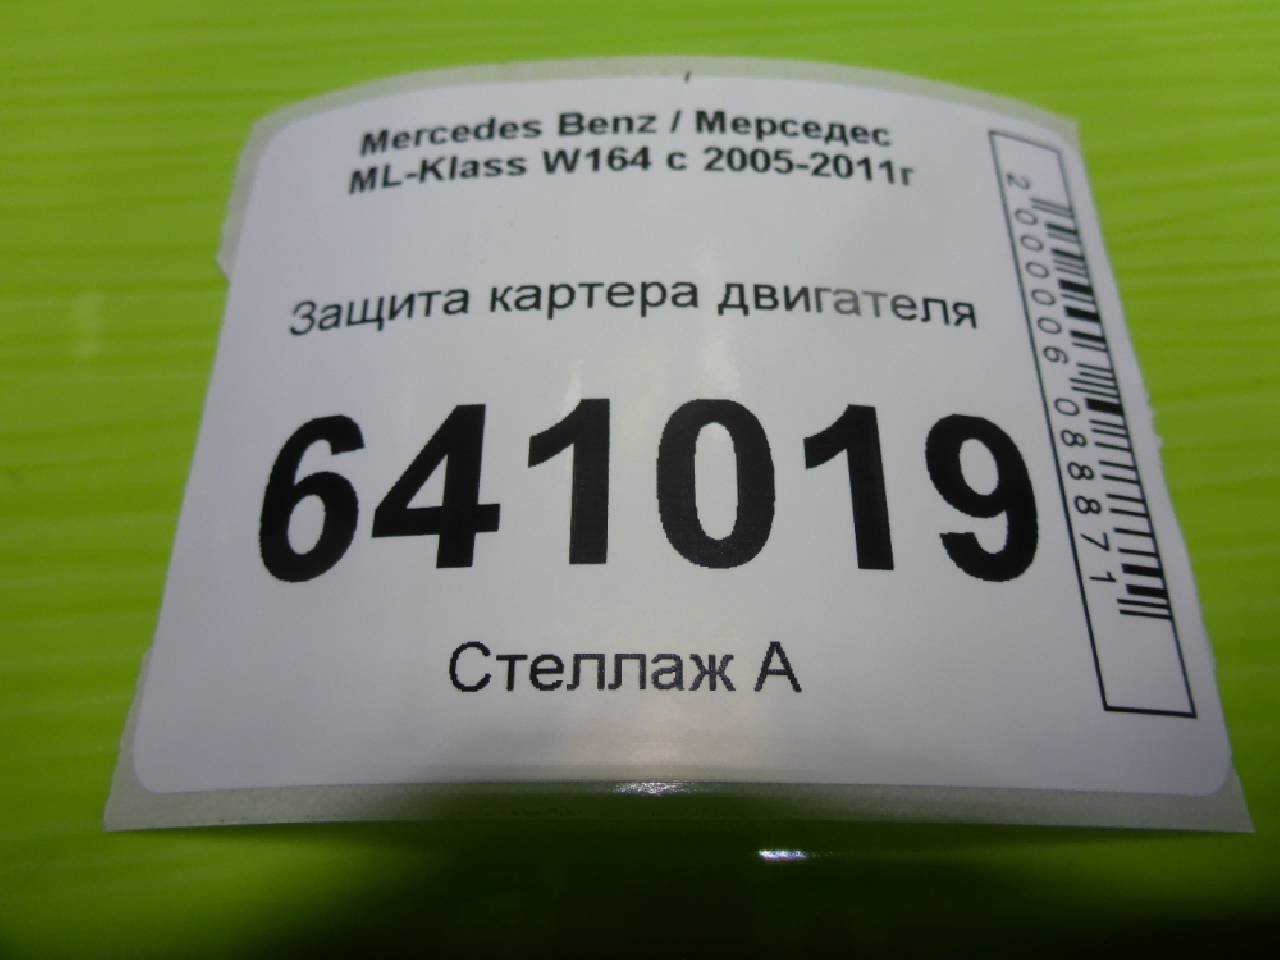 Mercedes Benz / Мерседес
ML-Klass W164 с 2005-2011г
Защита картера двигателя
641019
Стеллаж А
2000006088871